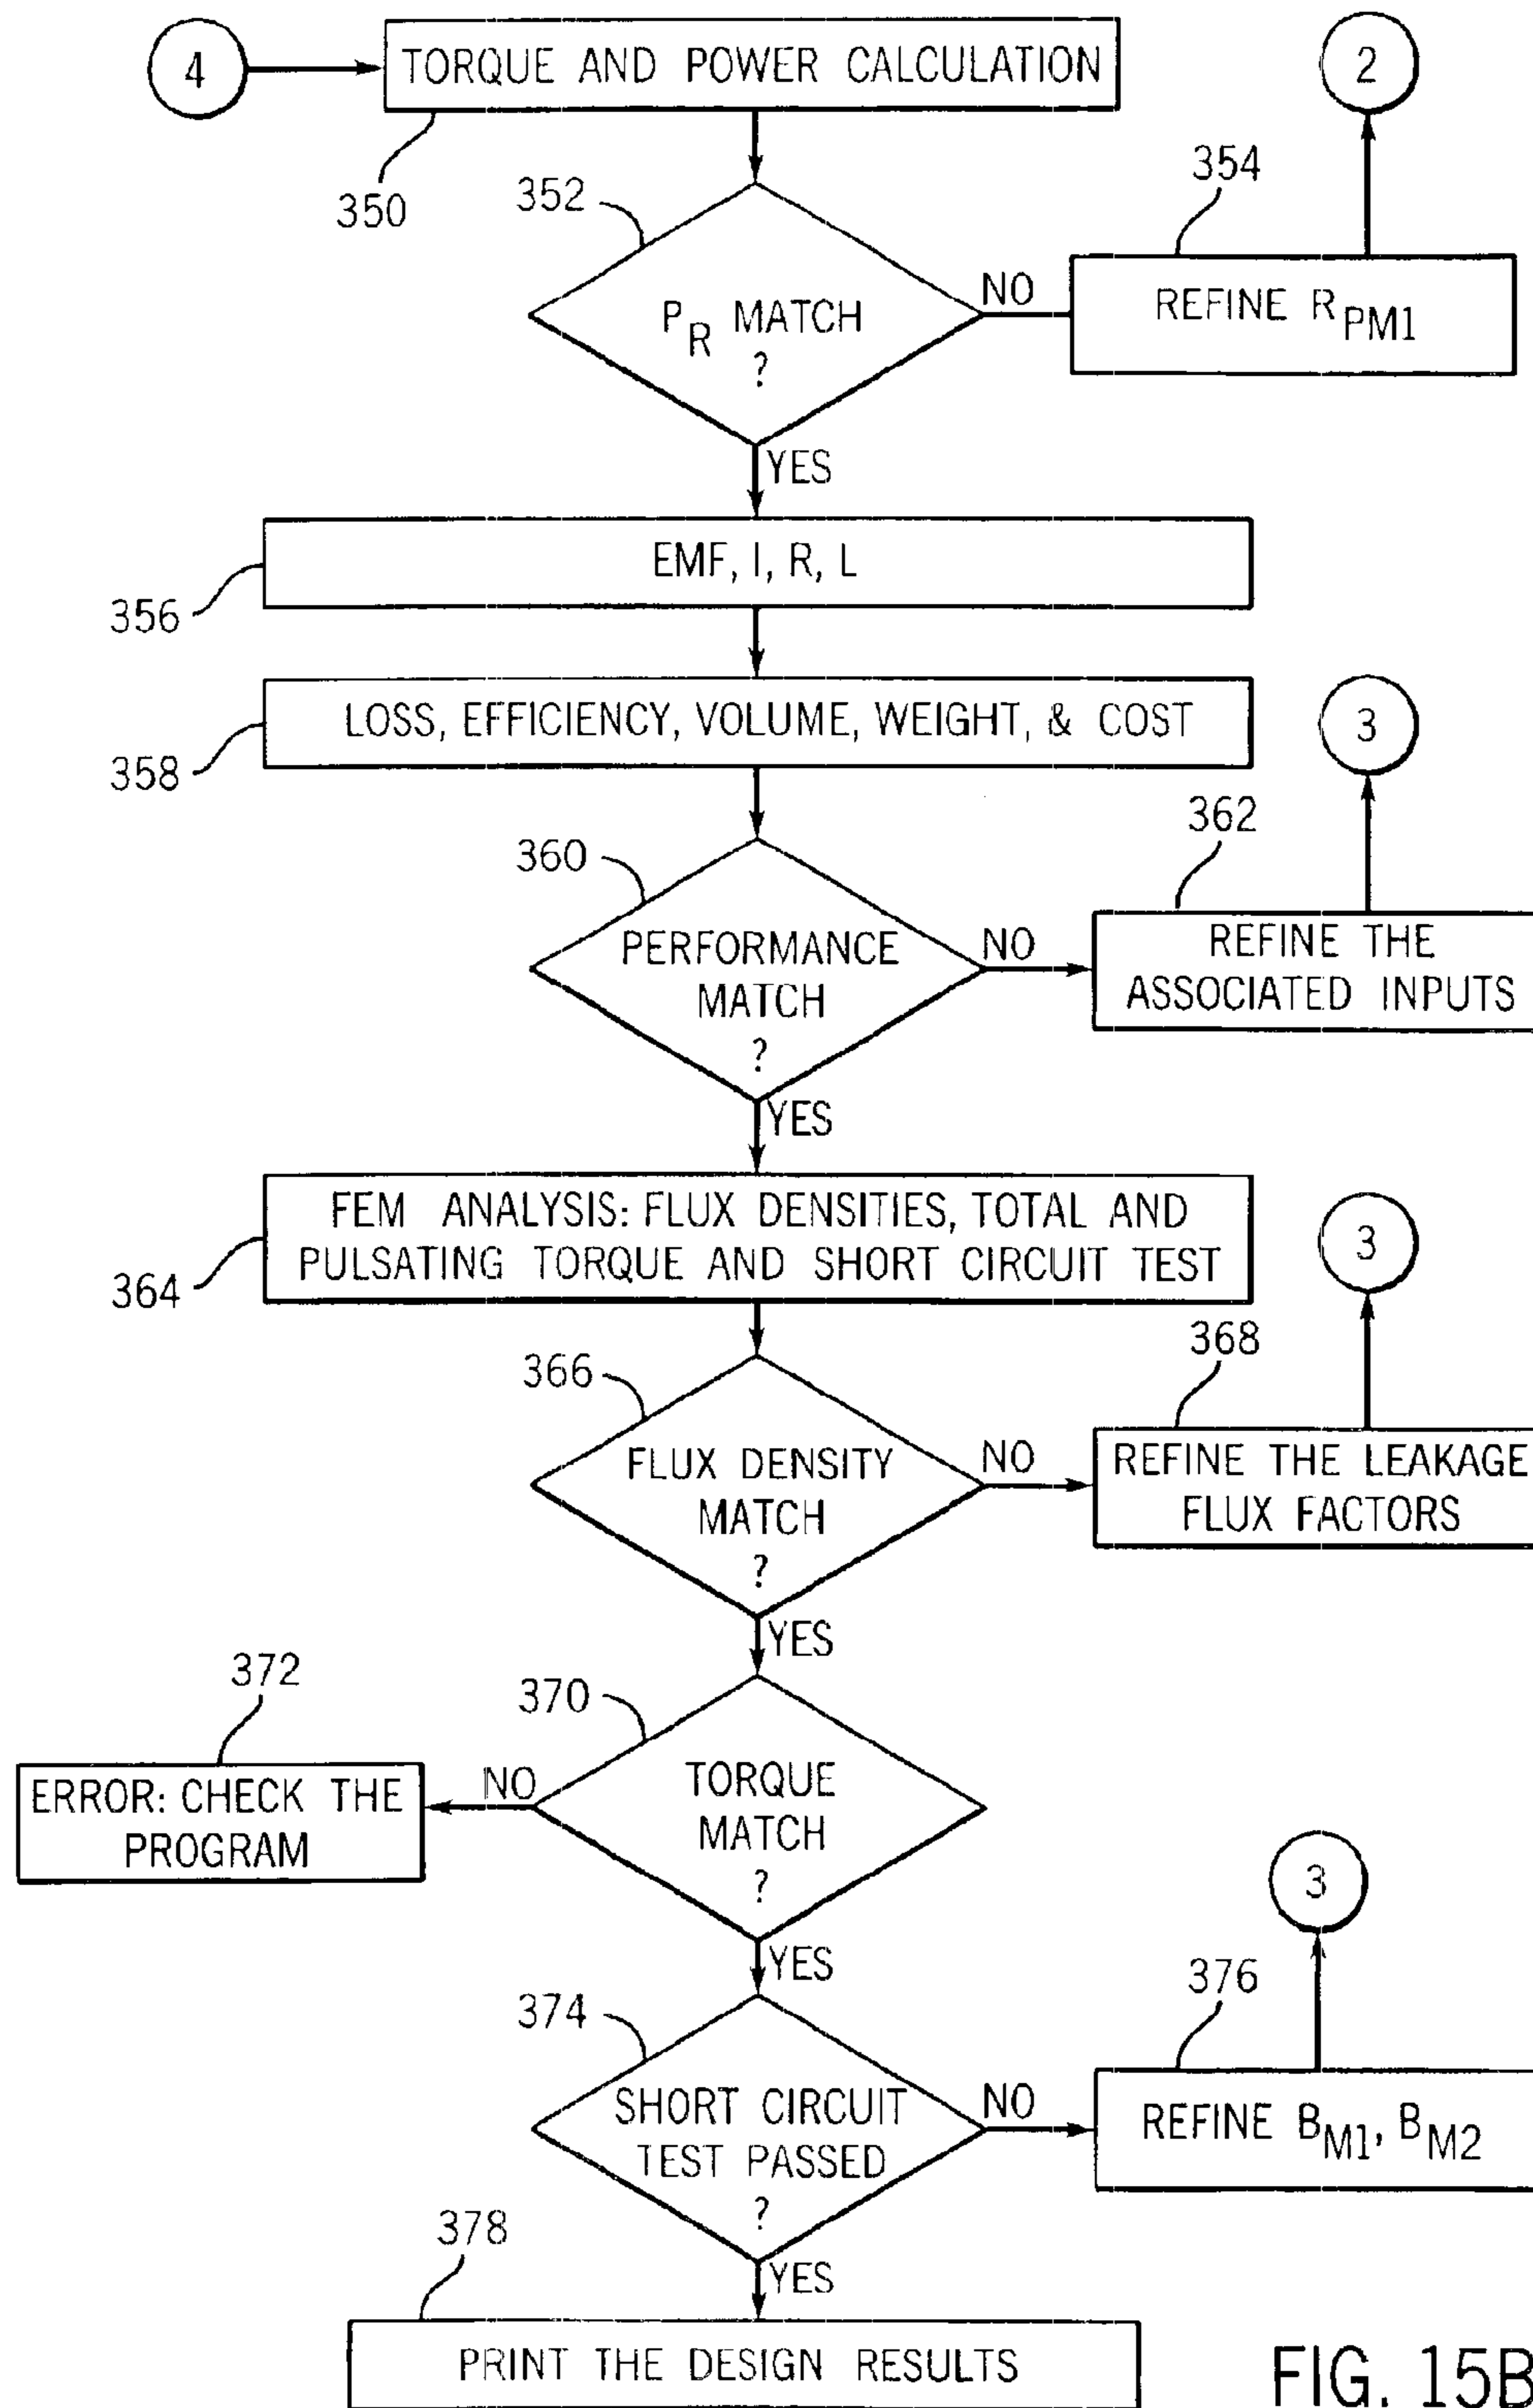 4
TORQUE AND POWER CALCULATION
2
350
352
354
P_R MATCH
?
NO
REFINE R_PM1
YES
EMF, I, R, L
356
LOSS, EFFICIENCY, VOLUME, WEIGHT, & COST
358
3
360
362
PERFORMANCE
MATCH
?
NO
REFINE THE
ASSOCIATED INPUTS
YES
FEM ANALYSIS: FLUX DENSITIES, TOTAL AND
PULSATING TORQUE AND SHORT CIRCUIT TEST
364
3
366
368
FLUX DENSITY
MATCH
?
NO
REFINE THE LEAKAGE
FLUX FACTORS
YES
372
370
ERROR: CHECK THE
PROGRAM
NO
TORQUE
MATCH
?
3
YES
374
376
SHORT CIRCUIT
TEST PASSED
?
NO
REFINE B_M1, B_M2
378
YES
PRINT THE DESIGN RESULTS
FIG. 15B